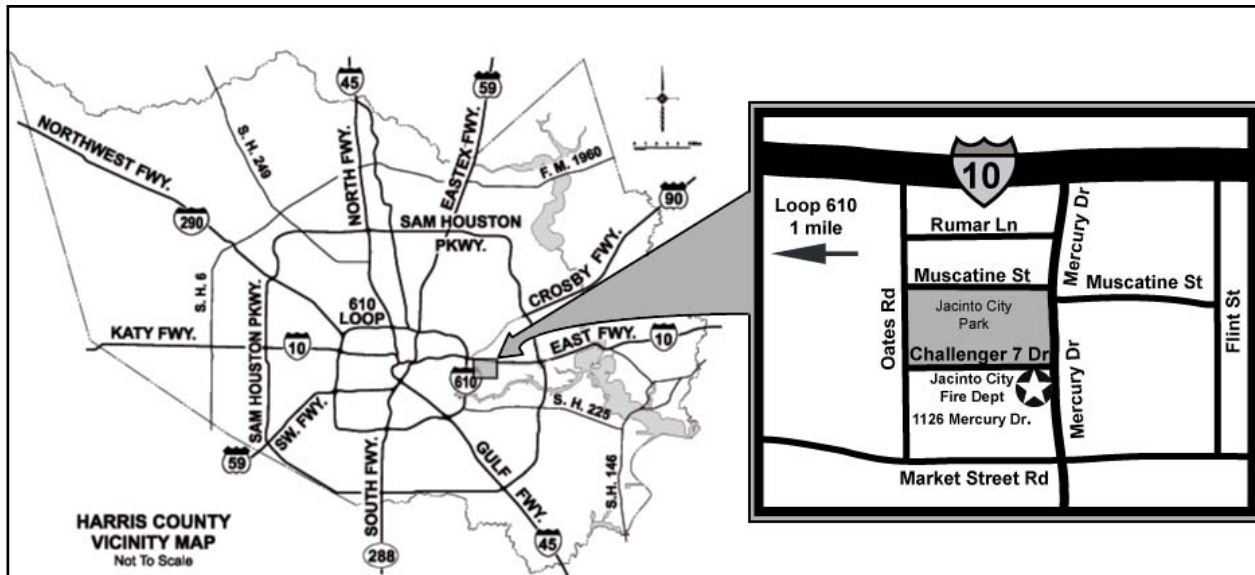 45
59
S. H. 249
NORTHWEST FWY.
NORTH FWY.
EASTEX FWY.
F. M. 1960
90
290
SAM HOUSTON
PKWY.
CROSBY FWY.
S.H. 6
610
LOOP
KATY FWY.
10
EAST FWY.
10
SAM HOUSTON PKWY.
610
S. H. 225
SW. FWY.
59
SOUTH FWY.
GULF FWY.
S.H. 146
288
45
HARRIS COUNTY
VICINITY MAP
Not To Scale
10
Loop 610
1 mile
Rumar Ln
Mercury Dr
Muscatine St
Muscatine St
Oates Rd
Jacinto City
Park
Flint St
Challenger 7 Dr
Jacinto City
Fire Dept
1126 Mercury Dr.
Mercury Dr
Market Street Rd